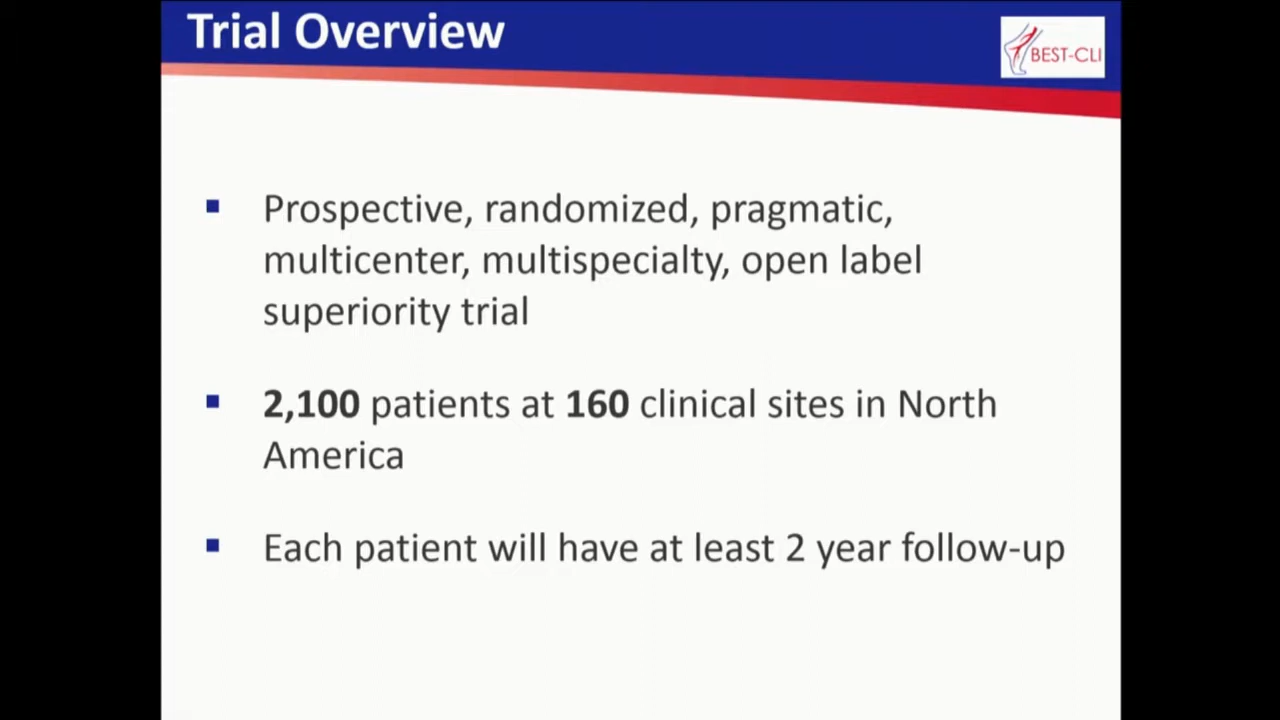 Trial Overview
BEST-CLI
Prospective, randomized, pragmatic,
multicenter, multispecialty, open label
superiority trial
2,100 patients at 160 clinical sites in North
America
Each patient will have at least 2 year follow-up